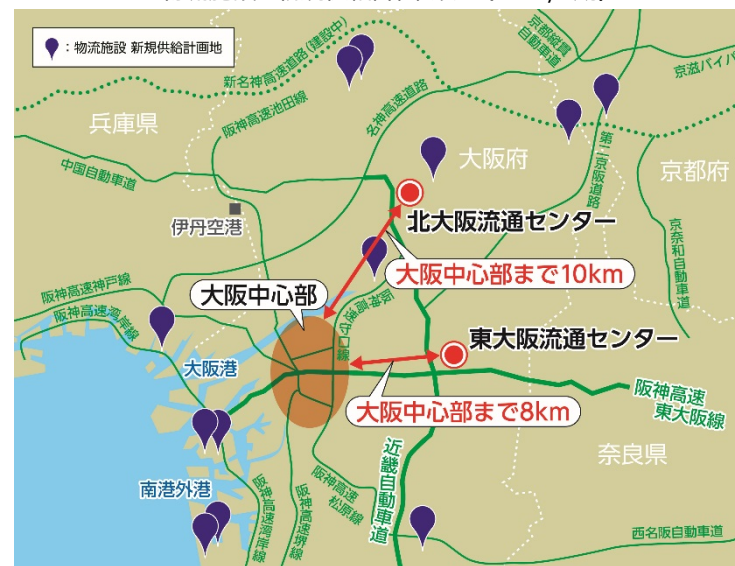 ：物流施設 新規供給計画地
新名神高速道路(建設中)
京都縦貫
自動車道
京滋バイパ
兵庫県
阪神高速池田線
名神高速道路
大阪府
第二京阪道路
京都府
中国自動車道
伊丹空港
北大阪流通センター
京奈和自動車道
大阪中心部まで10km
阪神高速神戸線
大阪中心部
阪神高速守口線
阪神高速湾岸線
東大阪流通センター
大阪港
大阪中心部まで8km
阪神高速
東大阪線
近畿自動車道
奈良県
南港外港
阪神高速湾岸線
阪神高速堺線
阪神高速
松原線
西名阪自動車道